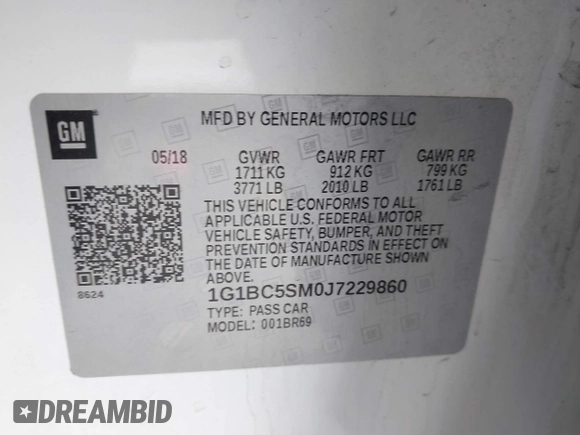 GM
MFD BY GENERAL MOTORS LLC
05/18 GVWR GAWR FRT GAWR RR
1711 KG 912 KG 799 KG
3771 LB 2010 LB 1761 LB
THIS VEHICLE CONFORMS TO ALL
APPLICABLE U.S. FEDERAL MOTOR
VEHICLE SAFETY, BUMPER, AND THEFT
PREVENTION STANDARDS IN EFFECT ON
THE DATE OF MANUFACTURE SHOWN
ABOVE.
1G1BC5SM0J7229860
TYPE: PASS CAR
MODEL: 001BR69
8624
DREAMBID